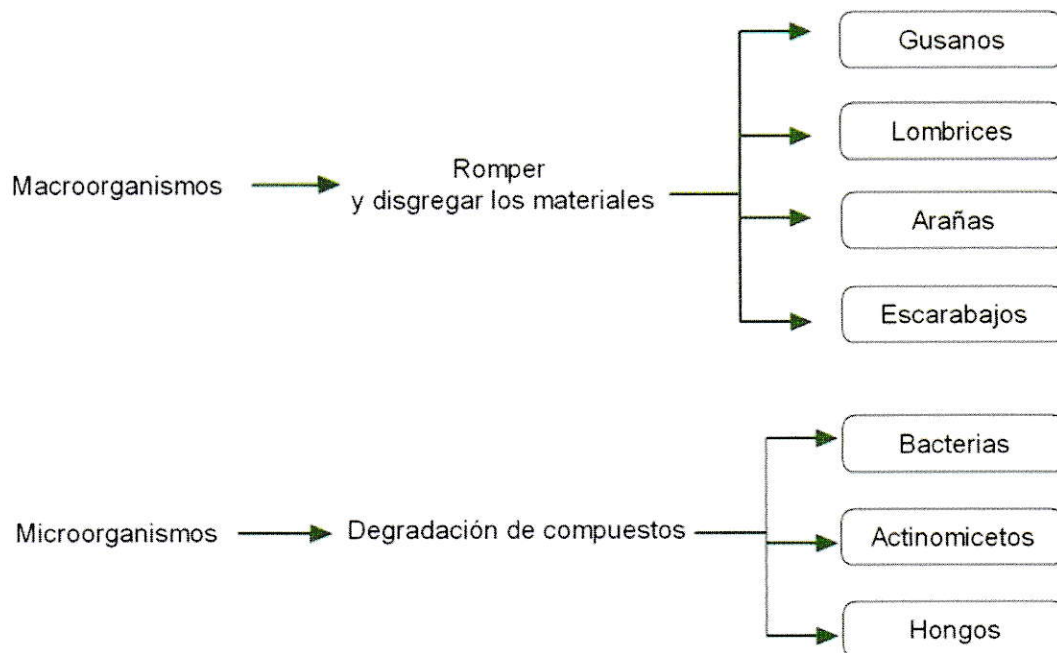 Macroorganismos
Romper
y disgregar los materiales
Gusanos
Lombrices
Arañas
Escarabajos
Microorganismos
Degradación de compuestos
Bacterias
Actinomicetos
Hongos